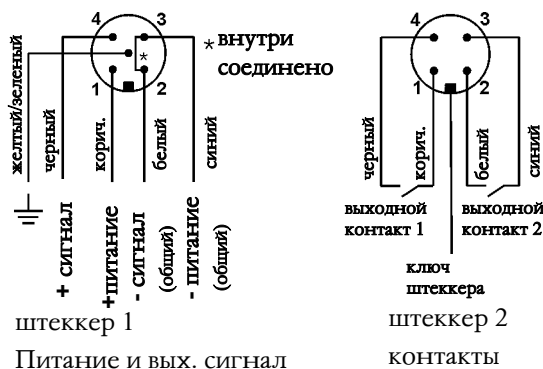 4 3
*
* внутри
соединено
1 2
желтый/зеленый
черный
корич.
белый
синий
+ сигнал
+питание
- сигнал
(общий)
- питание
(общий)
штеккер 1
Питание и вых. сигнал
4 3
1 2
черный
корич.
белый
синий
выходной
контакт 1
выходной
контакт 2
ключ
штеккера
штеккер 2
контакты